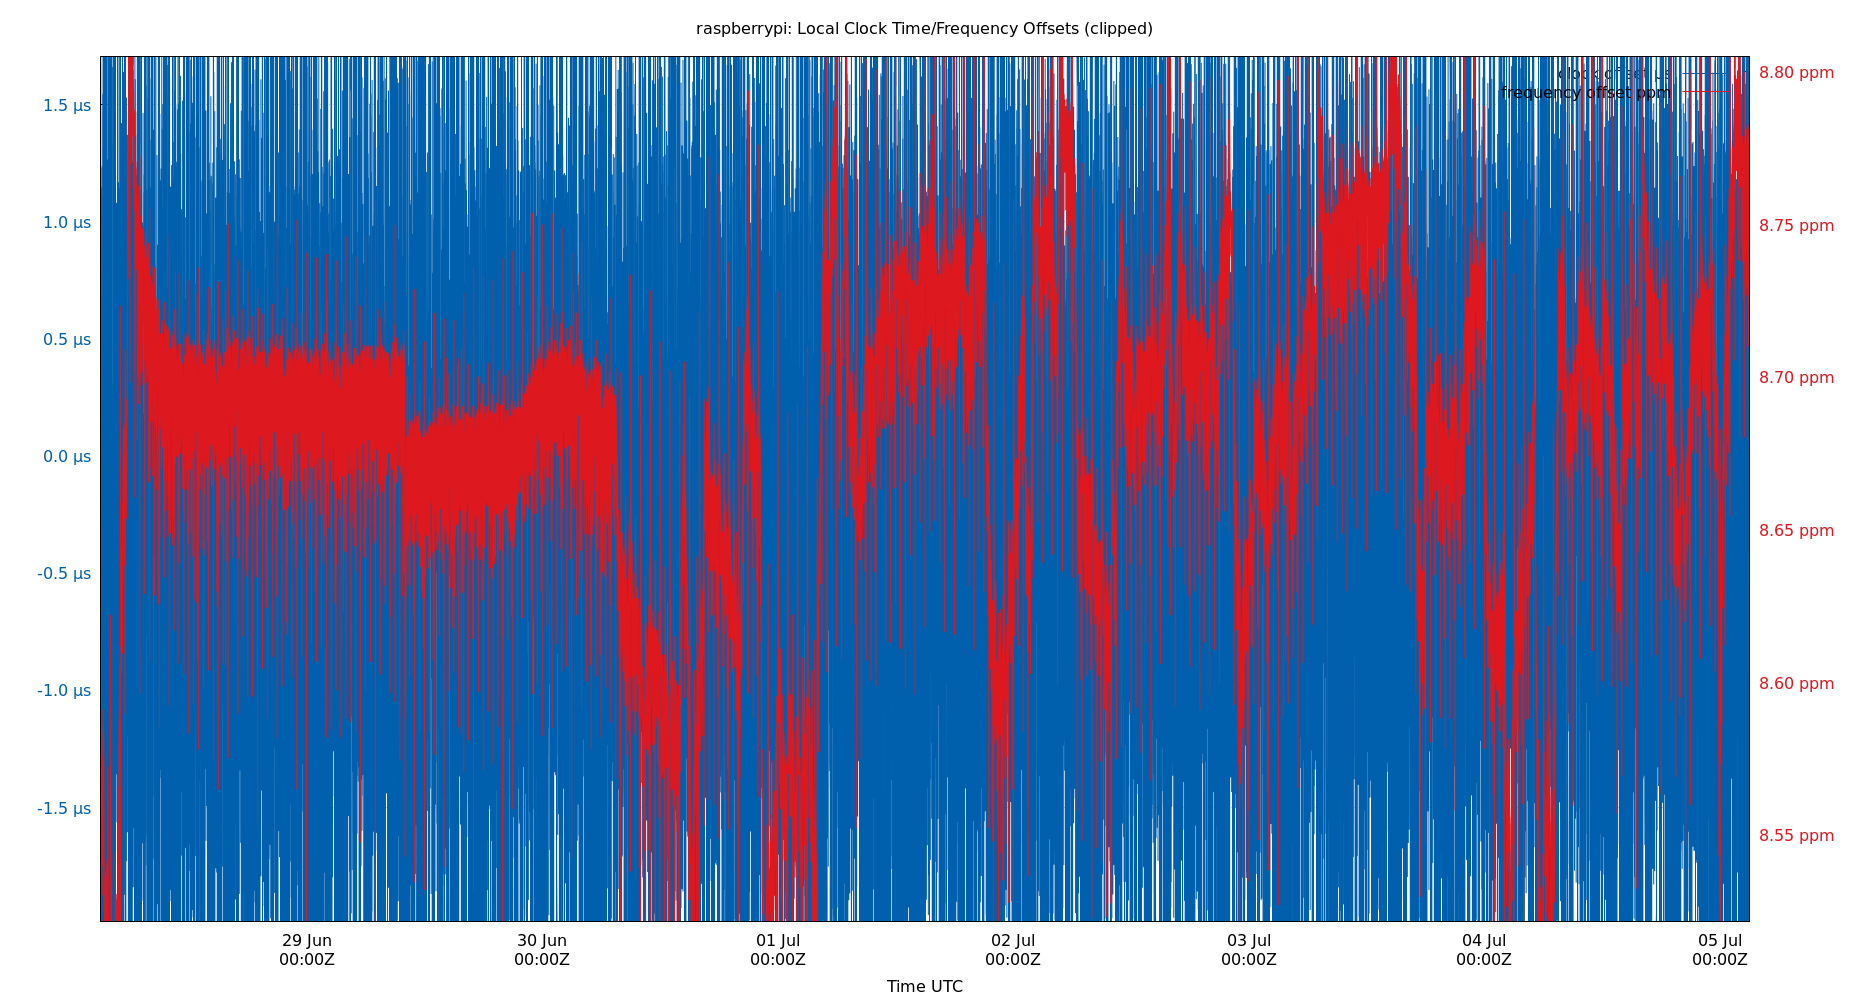 raspberrypi: Local Clock Time/Frequency Offsets (clipped)
clock offset µs
frequency offset ppm
1.5 µs
1.0 µs
0.5 µs
0.0 µs
-0.5 µs
-1.0 µs
-1.5 µs
8.80 ppm
8.75 ppm
8.70 ppm
8.65 ppm
8.60 ppm
8.55 ppm
29 Jun
00:00Z
30 Jun
00:00Z
01 Jul
00:00Z
02 Jul
00:00Z
03 Jul
00:00Z
04 Jul
00:00Z
05 Jul
00:00Z
Time UTC